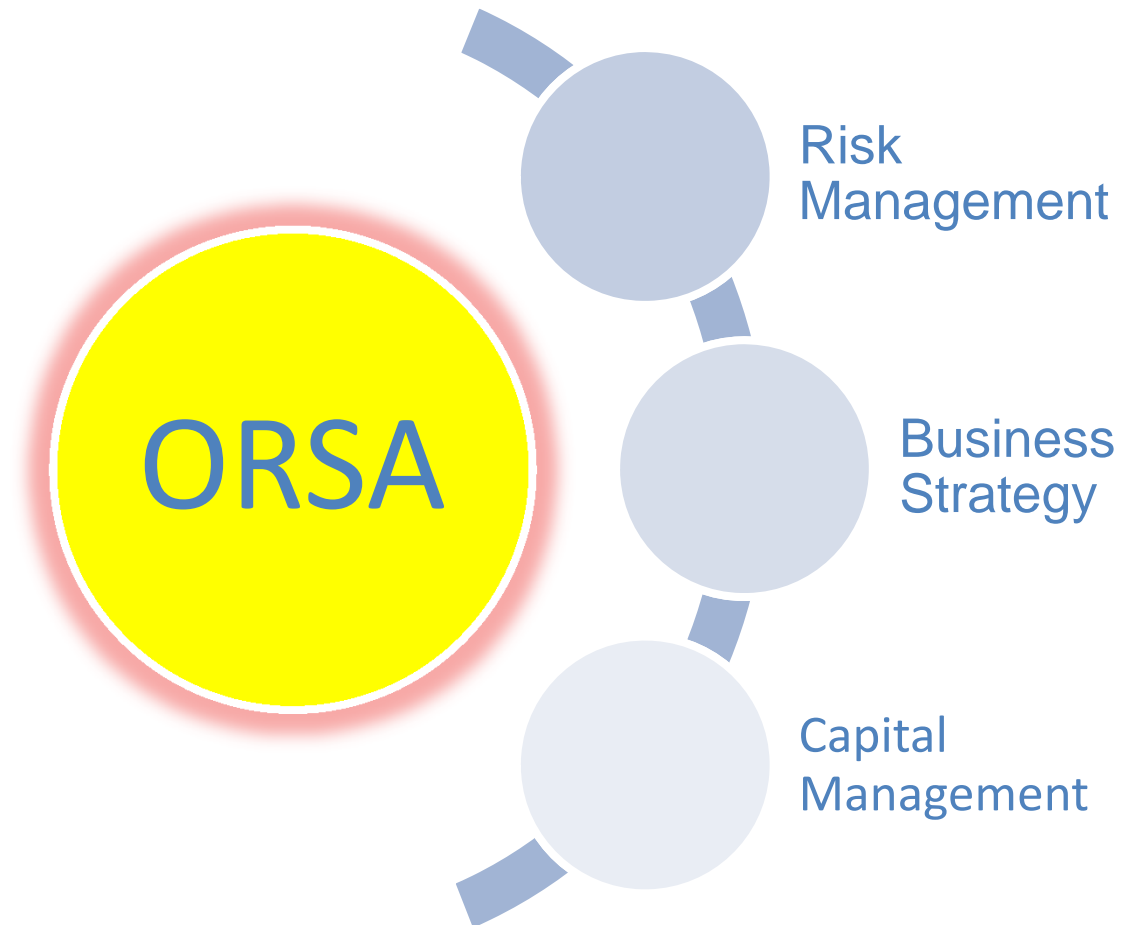 ORSA
Risk
Management
Business
Strategy
Capital
Management